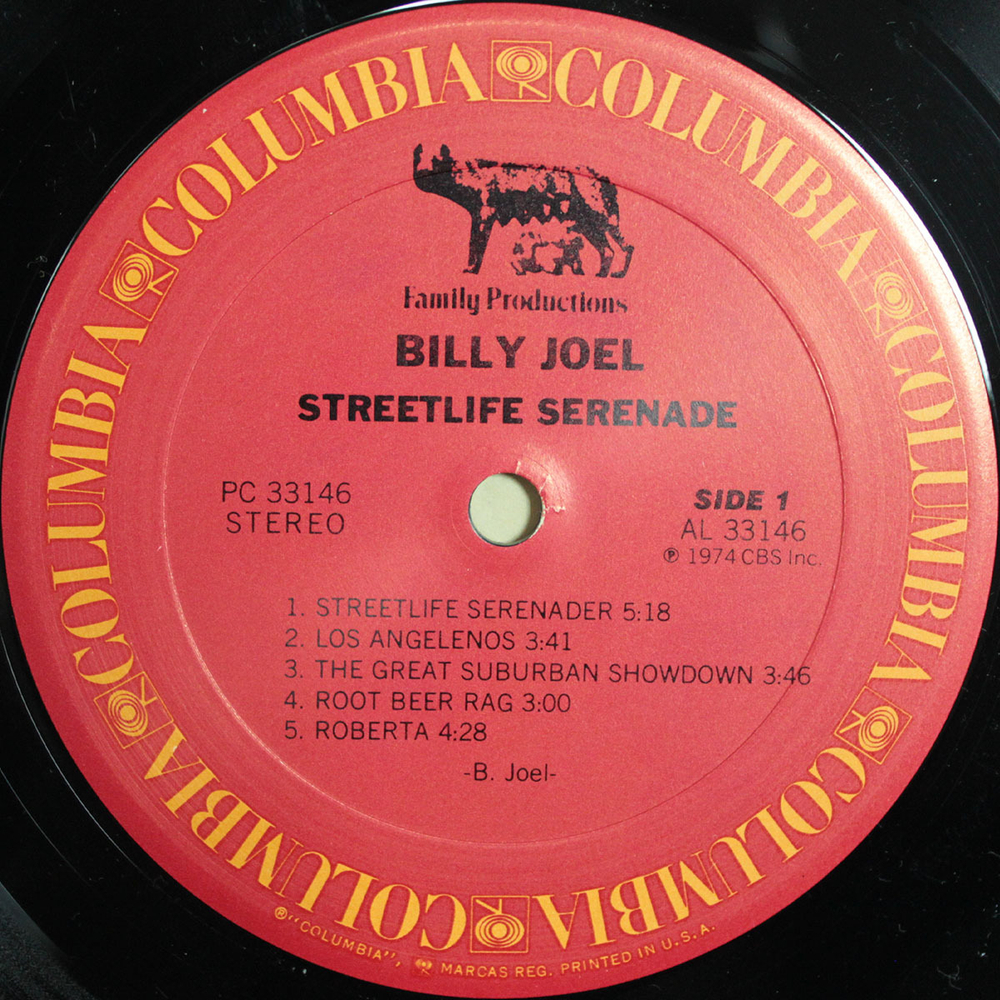 COLUMBIA COLUMBIA COLUMBIA COLUMBIA COLUMBIA COLUMBIA
Family Productions
BILLY JOEL
STREETLIFE SERENADE
PC 33146
STEREO
SIDE 1
AL 33146
℗ 1974 CBS Inc.
1. STREETLIFE SERENADER 5:18
2. LOS ANGELENOS 3:41
3. THE GREAT SUBURBAN SHOWDOWN 3:46
4. ROOT BEER RAG 3:00
5. ROBERTA 4:28
-B. Joel-
®"COLUMBIA", MARCAS REG. PRINTED IN U.S.A.